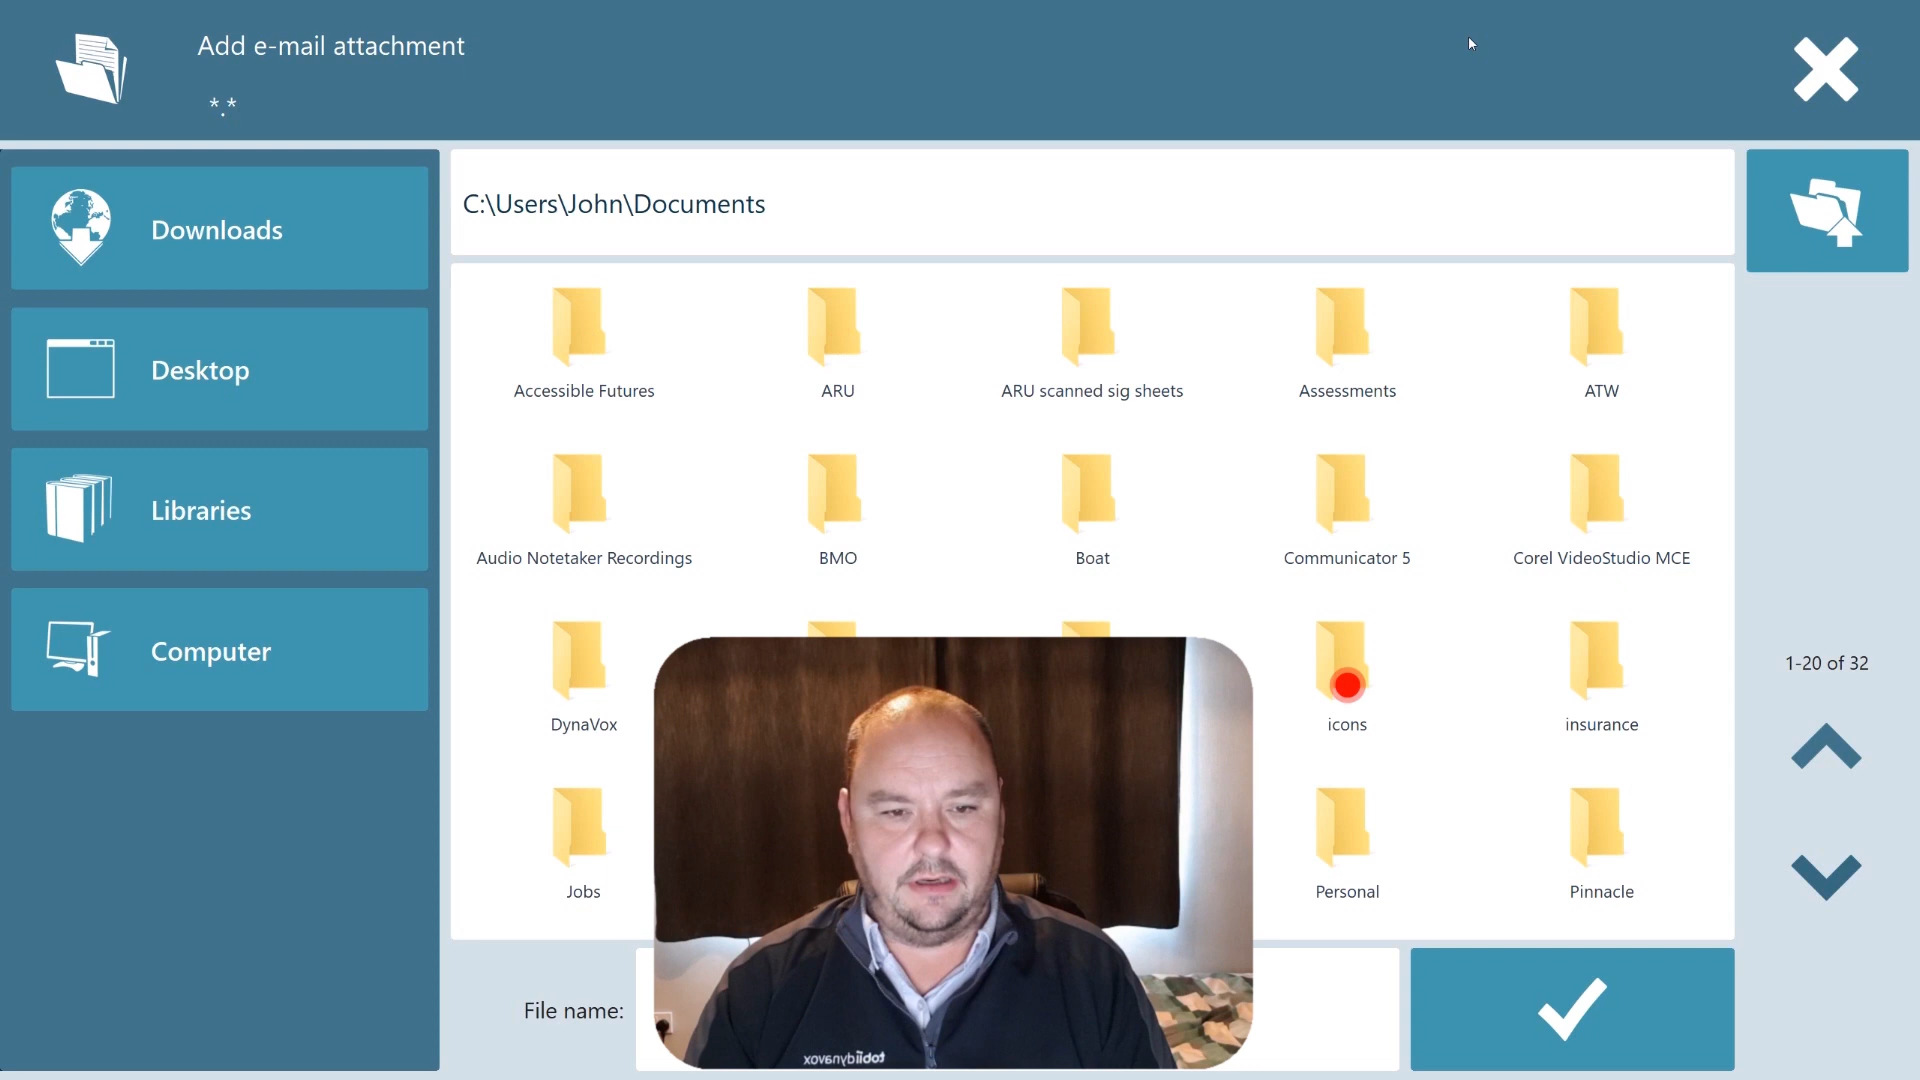 Add e-mail attachment
*.*
Downloads
Desktop
Libraries
Computer
C:\Users\John\Documents
Accessible Futures
ARU
ARU scanned sig sheets
Assessments
ATW
Audio Notetaker Recordings
BMO
Boat
Communicator 5
Corel VideoStudio MCE
DynaVox
icons
insurance
Jobs
Personal
Pinnacle
1-20 of 32
File name:
tobiidynavox